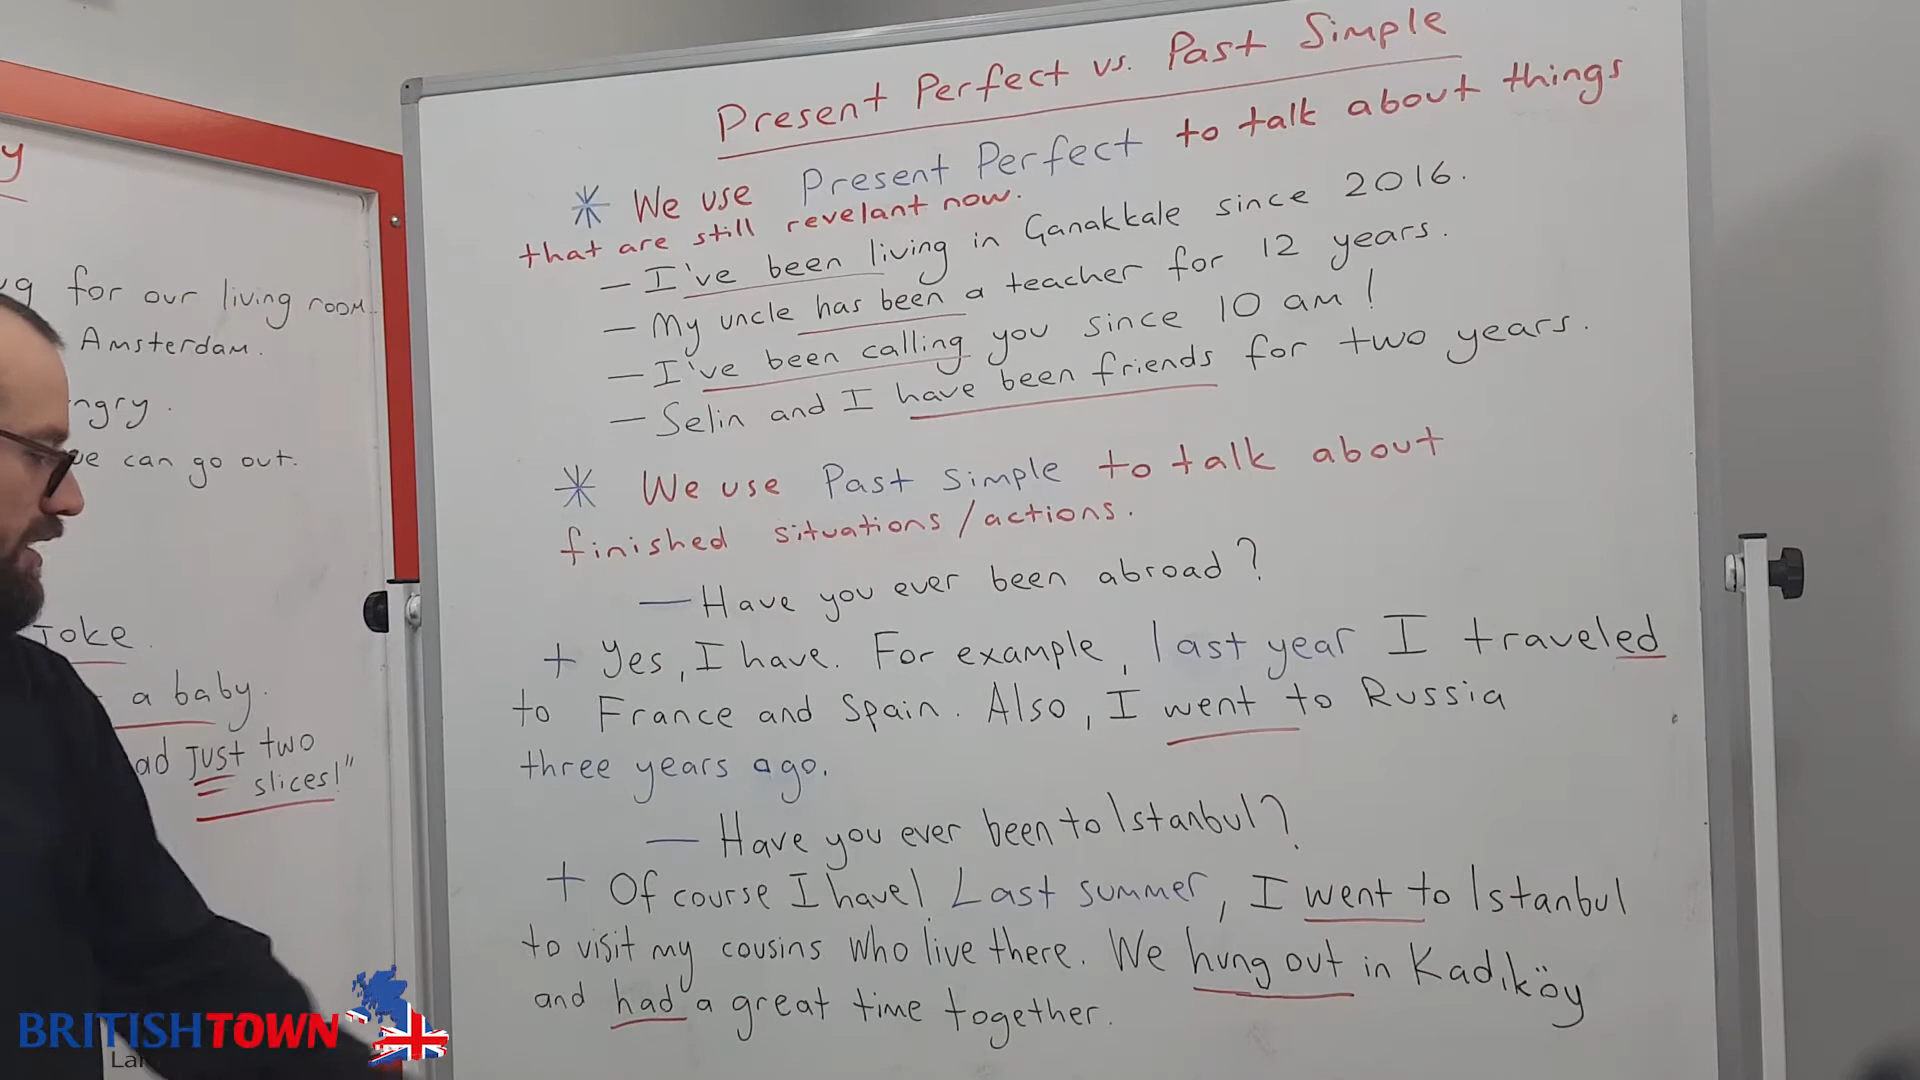 y
for our living room
Amsterdam.
ngry.
we can go out.
Joke.
a baby.
ad just two
slices!"
Present Perfect vs. Past Simple
We use Present Perfect to talk about things
that are still revelant now.
— I've been living in Çanakkale since 2016.
— My uncle has been a teacher for 12 years.
— I've been calling you since 10 am!
— Selin and I have been friends for two years.
We use Past Simple to talk about
finished situations/actions.
— Have you ever been abroad?
+ Yes, I have. For example, last year I traveled
to France and Spain. Also, I went to Russia
three years ago.
— Have you ever been to Istanbul?
+ Of course I have! Last summer, I went to Istanbul
to visit my cousins who live there. We hung out in Kadıköy
and had a great time together.
BRITISHTOWN